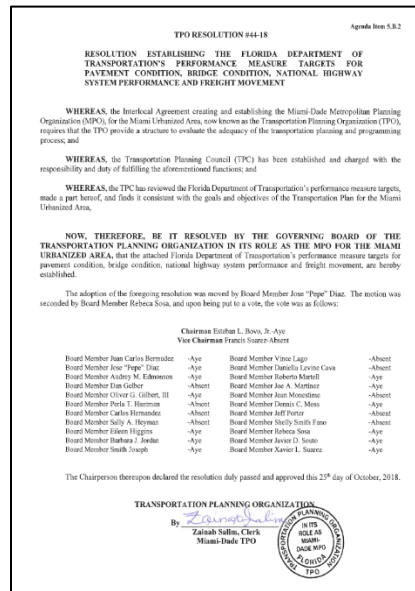 Agenda Item 5.B.2
TPO RESOLUTION #44-18
RESOLUTION ESTABLISHING THE FLORIDA DEPARTMENT OF
TRANSPORTATION'S PERFORMANCE MEASURE TARGETS FOR
PAVEMENT CONDITION, BRIDGE CONDITION, NATIONAL HIGHWAY
SYSTEM PERFORMANCE AND FREIGHT MOVEMENT
WHEREAS, the Interlocal Agreement creating and establishing the Miami-Dade Metropolitan Planning
Organization (MPO), for the Miami Urbanized Area, now known as the Transportation Planning Organization (TPO),
requires that the TPO provide a structure to evaluate the adequacy of the transportation planning and programming
process; and
WHEREAS, the Transportation Planning Council (TPC) has been established and charged with the
responsibility and duty of fulfilling the aforementioned functions; and
WHEREAS, the TPC has reviewed the Florida Department of Transportation's performance measure targets,
made a part hereof, and finds it consistent with the goals and objectives of the Transportation Plan for the Miami
Urbanized Area,
NOW, THEREFORE, BE IT RESOLVED BY THE GOVERNING BOARD OF THE
TRANSPORTATION PLANNING ORGANIZATION IN ITS ROLE AS THE MPO FOR THE MIAMI
URBANIZED AREA, that the attached Florida Department of Transportation's performance measure targets for
pavement condition, bridge condition, national highway system performance and freight movement, are hereby
established.
The adoption of the foregoing resolution was moved by Board Member Jose "Pepe" Diaz. The motion was
seconded by Board Member Rebeca Sosa, and upon being put to a vote, the vote was as follows:
Chairman Esteban L. Bovo, Jr.-Aye
Vice Chairman Francis Suarez-Absent
Board Member Juan Carlos Bermudez -Aye Board Member Vince Lago -Absent
Board Member Jose "Pepe" Diaz -Aye Board Member Daniella Levine Cava -Absent
Board Member Audrey M. Edmonson -Aye Board Member Roberto Martell -Aye
Board Member Dan Gelber -Absent Board Member Joe A. Martinez -Aye
Board Member Oliver G. Gilbert, III -Aye Board Member Jean Monestime -Absent
Board Member Perla T. Hantman -Absent Board Member Dennis C. Moss -Aye
Board Member Carlos Hernandez -Absent Board Member Jeff Porter -Absent
Board Member Sally A. Heyman -Absent Board Member Shelly Smith Fano -Absent
Board Member Eileen Higgins -Aye Board Member Rebeca Sosa -Aye
Board Member Barbara J. Jordan -Aye Board Member Javier D. Souto -Aye
Board Member Smith Joseph -Aye Board Member Xavier L. Suarez -Aye
The Chairperson thereupon declared the resolution duly passed and approved this 25th day of October, 2018.
TRANSPORTATION PLANNING ORGANIZATION
By Zainab Salim
Zainab Salim, Clerk
Miami-Dade TPO
TRANSPORTATION PLANNING ORGANIZATION
IN ITS
ROLE AS
MIAMI-
DADE MPO
FLORIDA
TPO